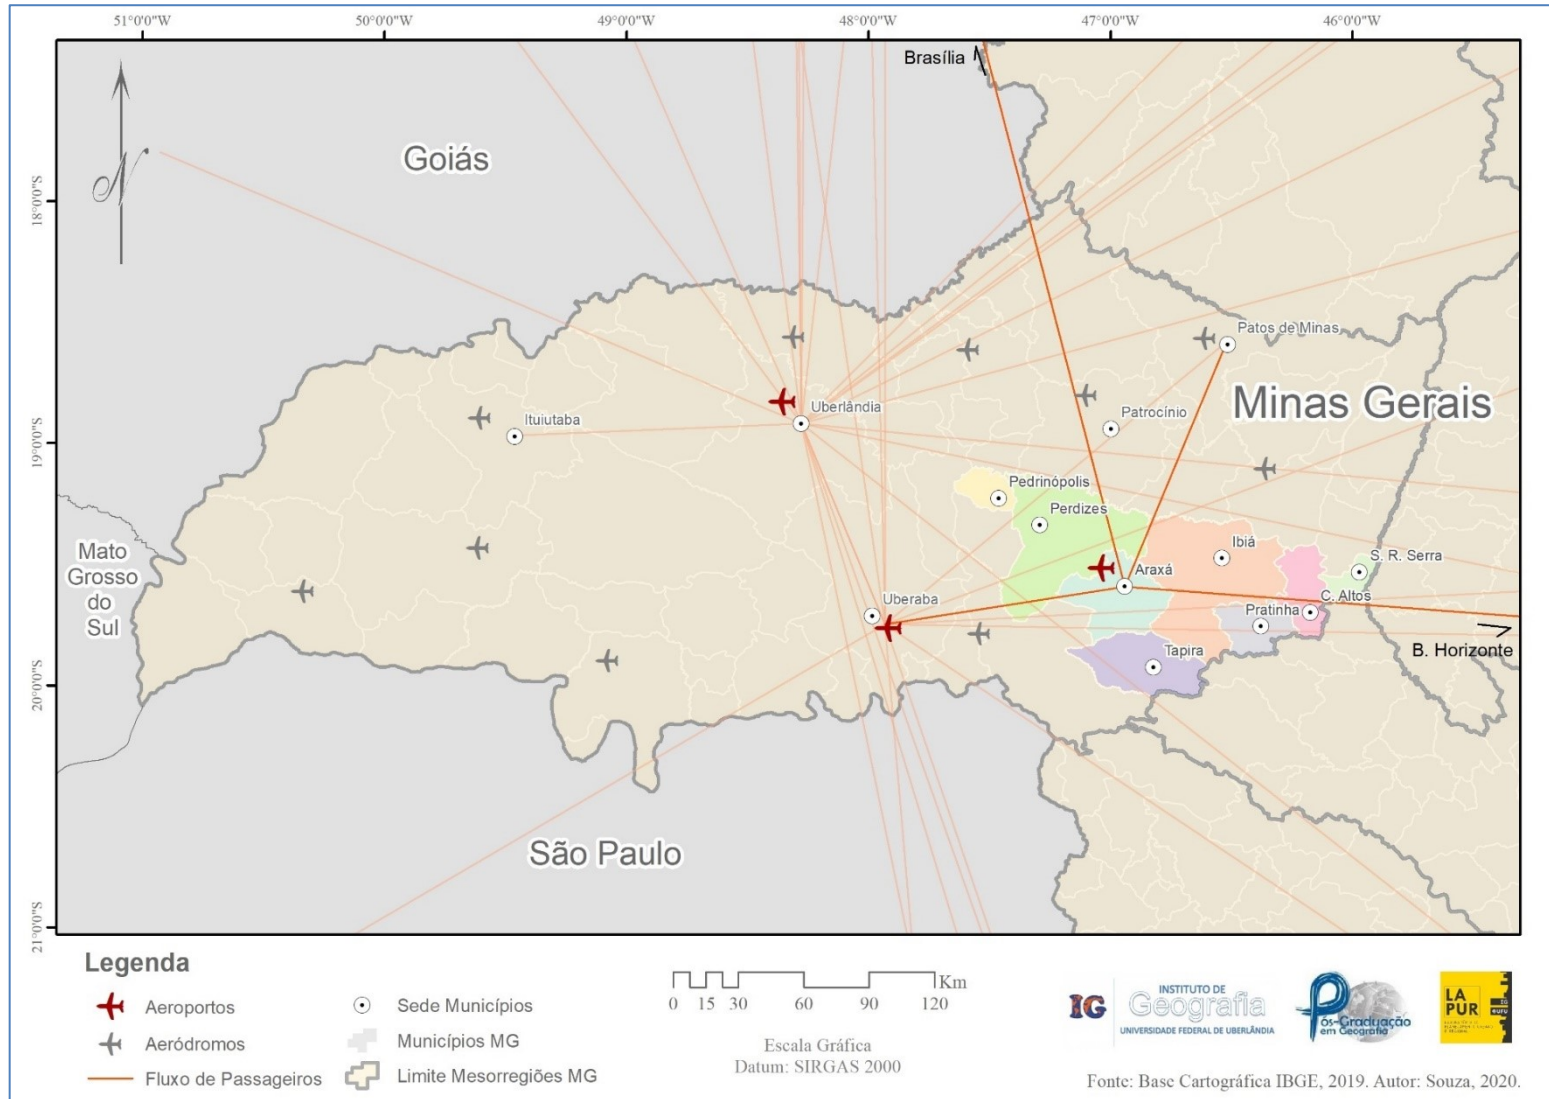 51°0'0"W
50°0'0"W
49°0'0"W
48°0'0"W
47°0'0"W
46°0'0"W
18°0'0"S
19°0'0"S
20°0'0"S
21°0'0"S
N
Brasília
Goiás
Patos de Minas
Minas Gerais
Uberlândia
Ituiutaba
Patrocínio
Pedrinópolis
Perdizes
Ibiá
S. R. Serra
Araxá
Mato
Grosso
do
Sul
Uberaba
C. Altos
Pratinha
B. Horizonte
Tapira
São Paulo
Legenda
Aeroportos
Aeródromos
Fluxo de Passageiros
Sede Municípios
Municípios MG
Limite Mesorregiões MG
Km
0 15 30 60 90 120
Escala Gráfica
Datum: SIRGAS 2000
IG
INSTITUTO DE
Geografia
UNIVERSIDADE FEDERAL DE UBERLÂNDIA
Pós-Graduação
em Geografia
LA
PUR
Fonte: Base Cartográfica IBGE, 2019. Autor: Souza, 2020.